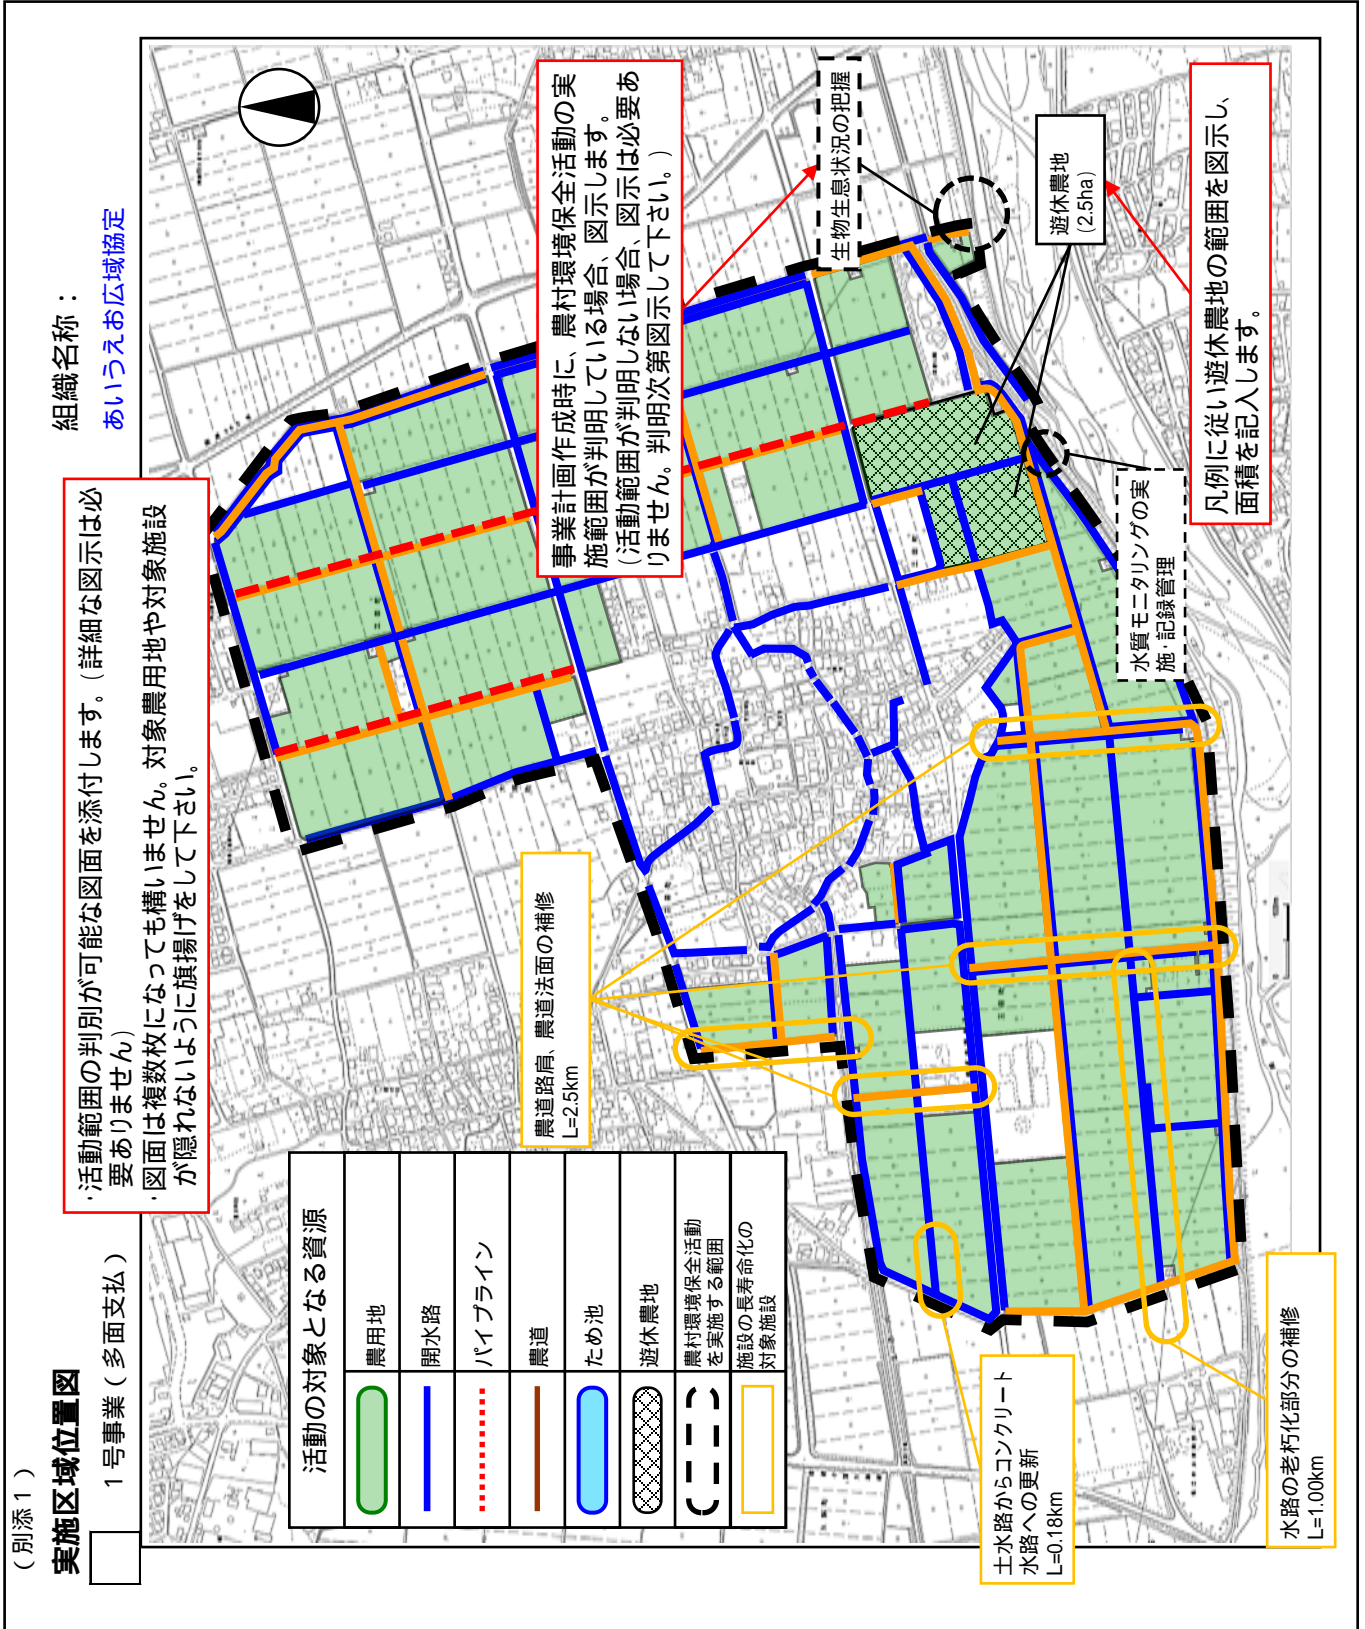 （別添１）
実施区域位置図
１号事業（多面支払）
組織名称：
あいうえお広域協定
・活動範囲の判別が可能な図面を添付します。（詳細な図示は必
要ありません）
・図面は複数枚になっても構いません。対象農用地や対象施設
が隠れないように旗揚げをして下さい。
事業計画作成時に、農村環境保全活動の実
施範囲が判明している場合、図示します。
（活動範囲が判明しない場合、図示は必要あ
りません。判明次第図示して下さい。）
生物生息状況の把握
遊休農地
(2.5ha)
凡例に従い遊休農地の範囲を図示し、
面積を記入します。
水質モニタリングの実
施・記録管理
農道路肩、農道法面の補修
L=2.5km
活動の対象となる資源
農用地
開水路
パイプライン
農道
ため池
遊休農地
農村環境保全活動
を実施する範囲
施設の長寿命化の
対象施設
土水路からコンクリート
水路への更新
L=0.18km
水路の老朽化部分の補修
L=1.00km